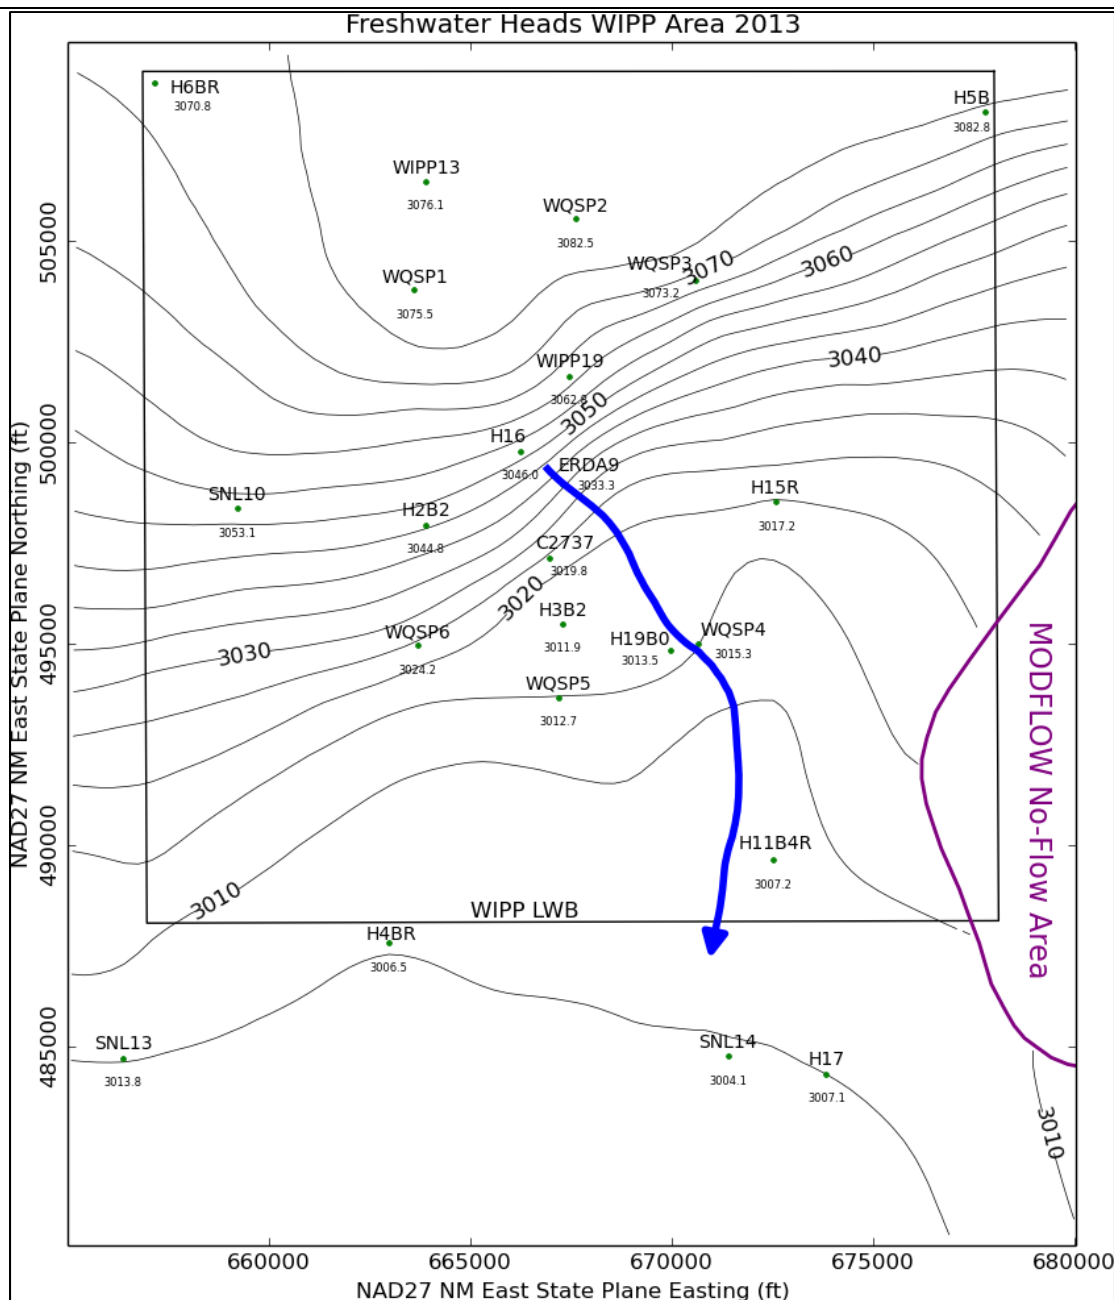 Freshwater Heads WIPP Area 2013
H6BR
3070.8
H5B
3082.8
WIPP13
3076.1
WQSP2
3082.5
WQSP3
3073.2
3070
3060
WQSP1
3075.5
WIPP19
3062.8
3040
3050
H16
3046.0
ERDA9
3033.3
SNL10
3053.1
H2B2
3044.8
H15R
3017.2
C2737
3019.8
3020
H3B2
3011.9
WQSP6
3024.2
3030
H19B0
3013.5
WQSP4
3015.3
WQSP5
3012.7
H11B4R
3007.2
3010
WIPP LWB
H4BR
3006.5
SNL13
3013.8
SNL14
3004.1
H17
3007.1
3010
MODFLOW No-Flow Area
505000
500000
495000
490000
485000
NAD27 NM East State Plane Northing (ft)
660000
665000
670000
675000
680000
NAD27 NM East State Plane Easting (ft)